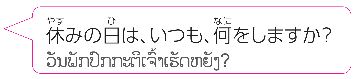 休みの日は、いつも、何をしますか?
ວັນພັກປົກກະຕິເຈົ້າເຮັດຫຍັງ?